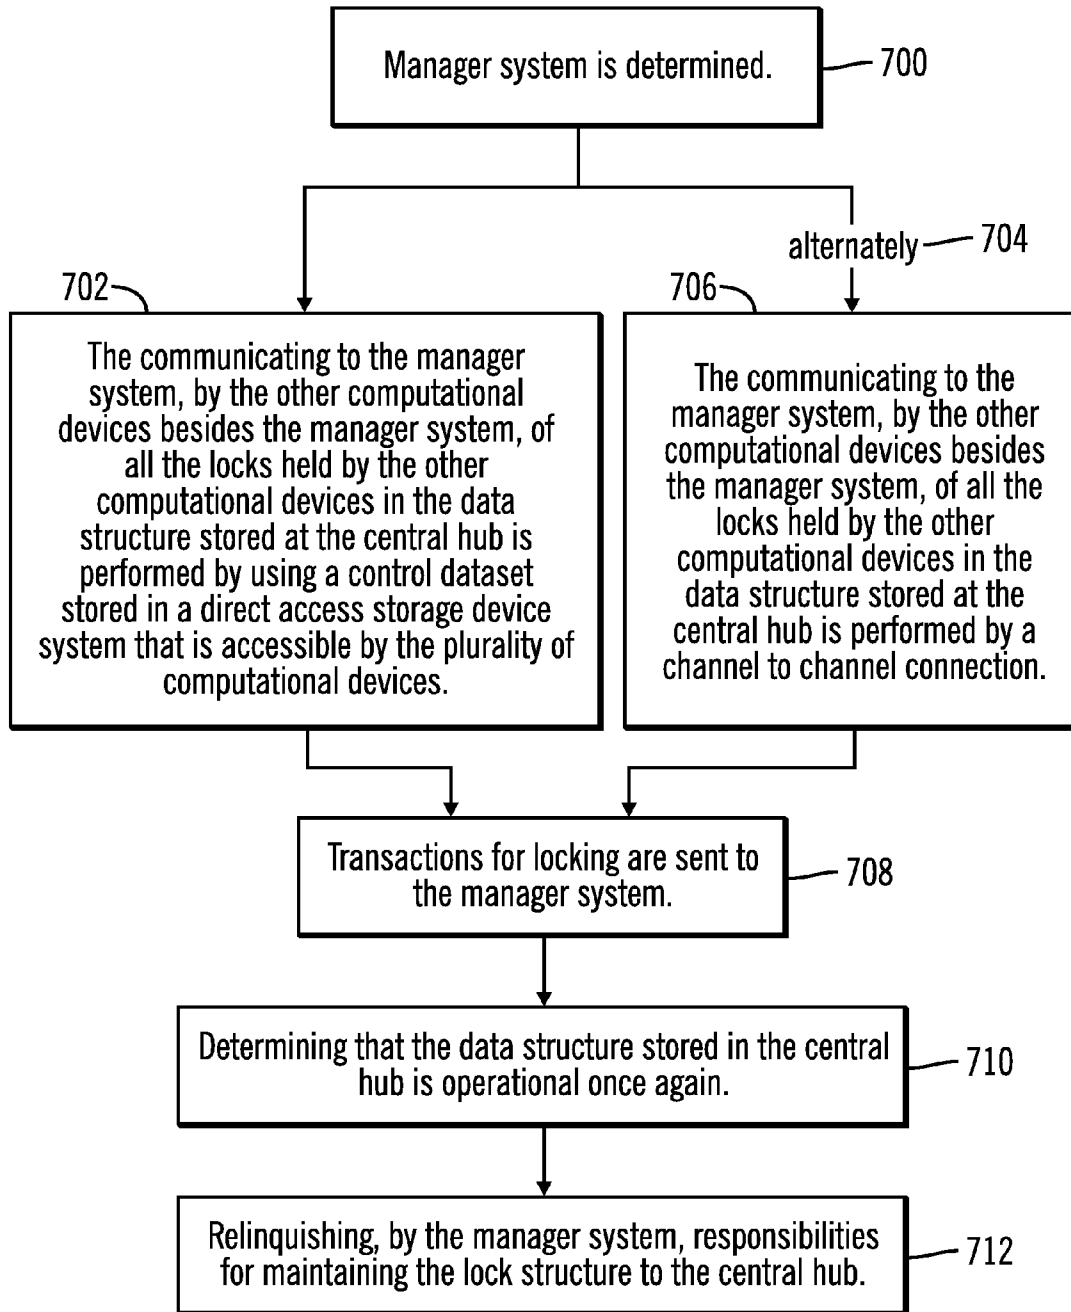 Manager system is determined.
700
alternately
704
702
The communicating to the manager
system, by the other computational
devices besides the manager system, of
all the locks held by the other
computational devices in the data
structure stored at the central hub is
performed by using a control dataset
stored in a direct access storage device
system that is accessible by the plurality of
computational devices.
706
The communicating to the
manager system, by the other
computational devices besides
the manager system, of all the
locks held by the other
computational devices in the
data structure stored at the
central hub is performed by a
channel to channel connection.
Transactions for locking are sent to
the manager system.
708
Determining that the data structure stored in the central
hub is operational once again.
710
Relinquishing, by the manager system, responsibilities
for maintaining the lock structure to the central hub.
712